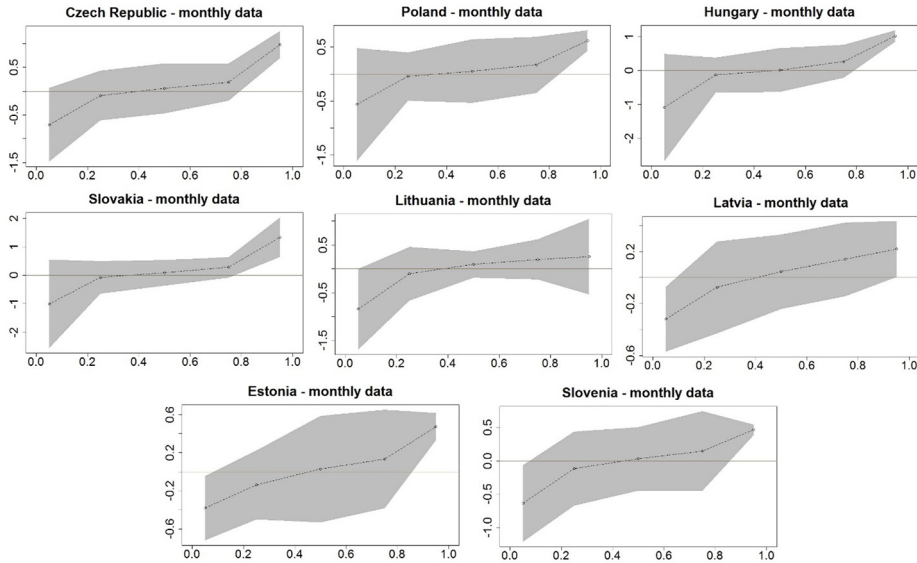 Czech Republic - monthly data
0.5
-0.5
-1.5
0.0 0.2 0.4 0.6 0.8 1.0
Poland - monthly data
0.5
-0.5
-1.5
0.0 0.2 0.4 0.6 0.8 1.0
Hungary - monthly data
1
0
-1
-2
0.0 0.2 0.4 0.6 0.8 1.0
Slovakia - monthly data
2
1
0
-1
-2
0.0 0.2 0.4 0.6 0.8 1.0
Lithuania - monthly data
0.5
-0.5
-1.5
0.0 0.2 0.4 0.6 0.8 1.0
Latvia - monthly data
0.2
-0.2
-0.6
0.0 0.2 0.4 0.6 0.8 1.0
Estonia - monthly data
0.6
0.2
-0.2
-0.6
0.0 0.2 0.4 0.6 0.8 1.0
Slovenia - monthly data
0.5
0.0
-0.5
-1.0
0.0 0.2 0.4 0.6 0.8 1.0